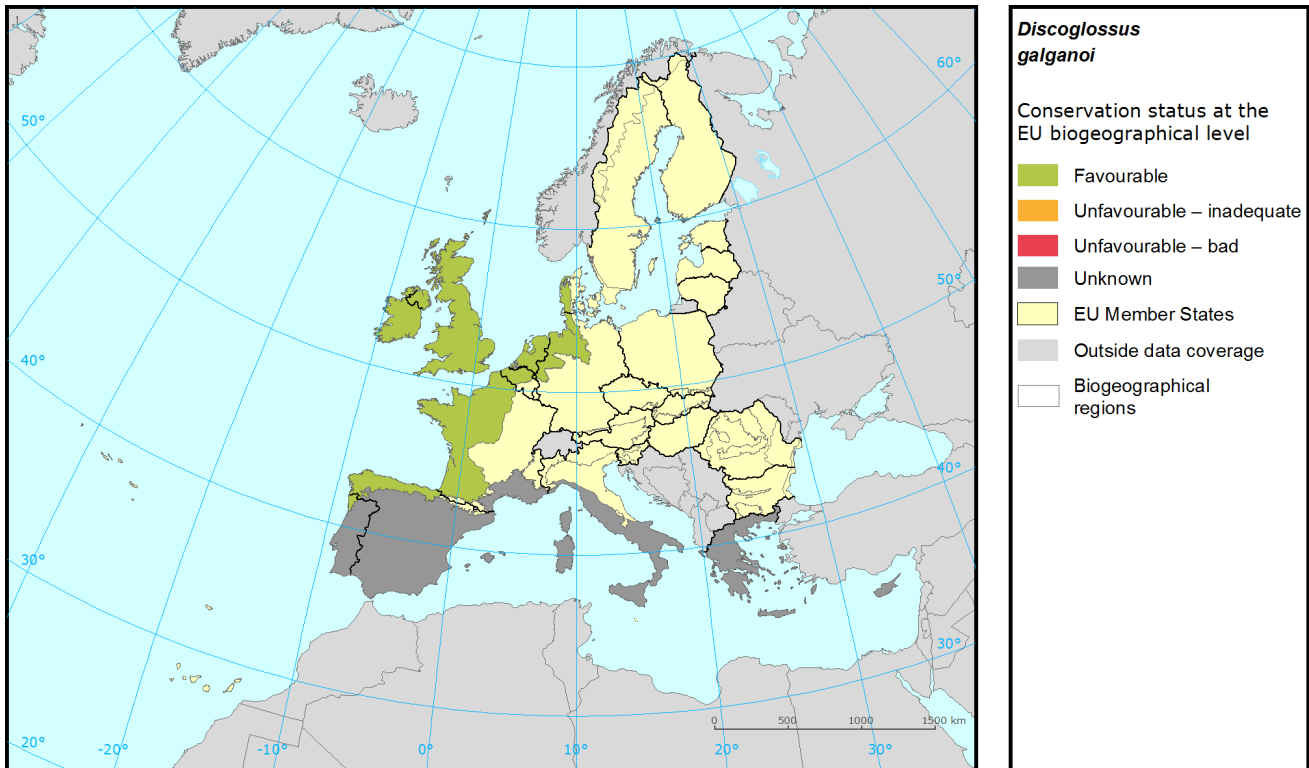 Discoglossus
galganoi
Conservation status at the
EU biogeographical level
Favourable
Unfavourable – inadequate
Unfavourable – bad
Unknown
EU Member States
Outside data coverage
Biogeographical
regions
60°
50°
50°
40°
40°
30°
30°
0 500 1000 1500 km
20° -20° -10° 0° 10° 20° 30°